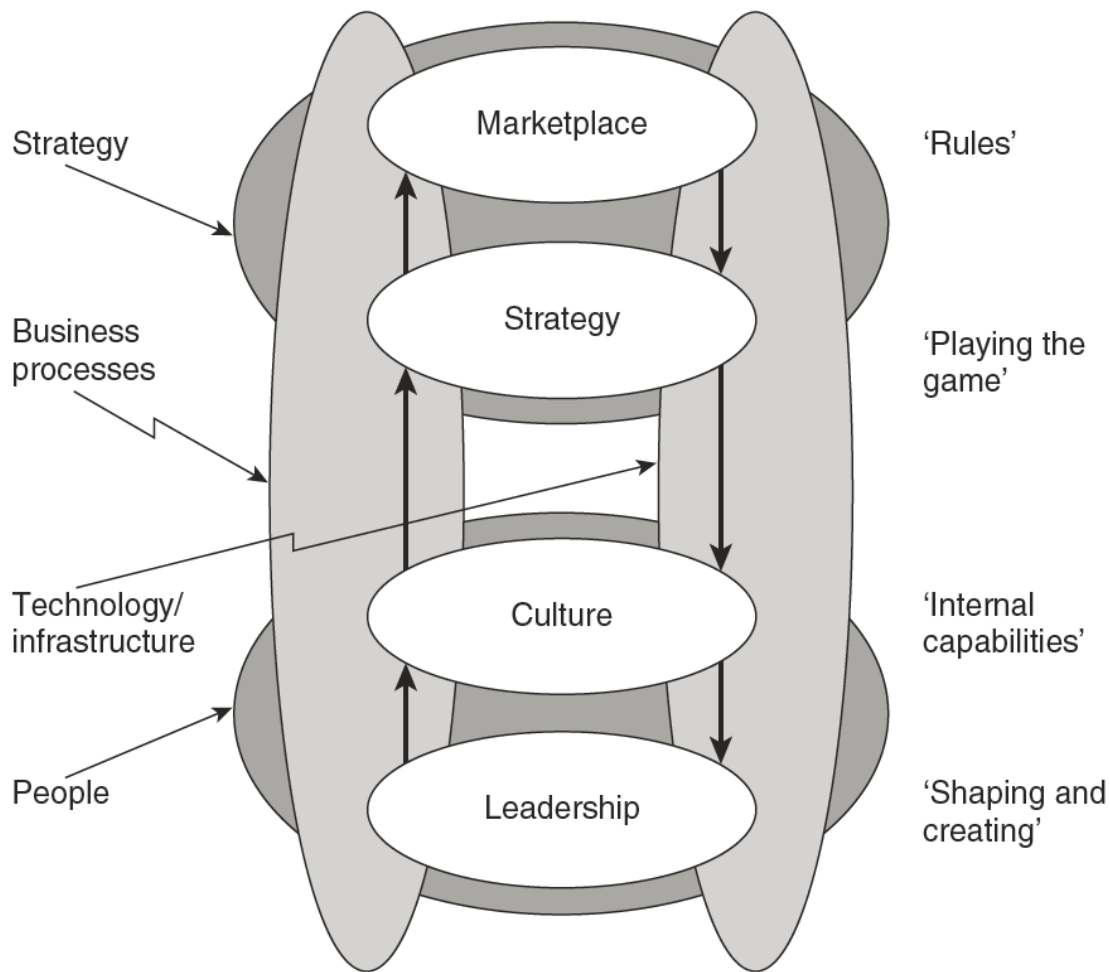 Marketplace
Strategy
‘Rules’
Strategy
Business
processes
‘Playing the
game’
Technology/
infrastructure
Culture
‘Internal
capabilities’
People
Leadership
‘Shaping and
creating’